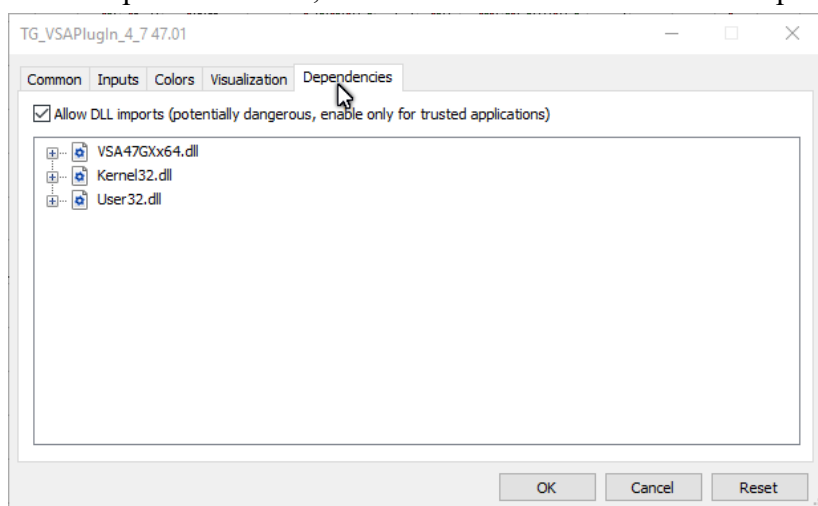 TG_VSAPlugIn_4_7 47.01
Common Inputs Colors Visualization Dependencies
Allow DLL imports (potentially dangerous, enable only for trusted applications)
VSA47GXx64.dll
Kernel32.dll
User32.dll
OK Cancel Reset